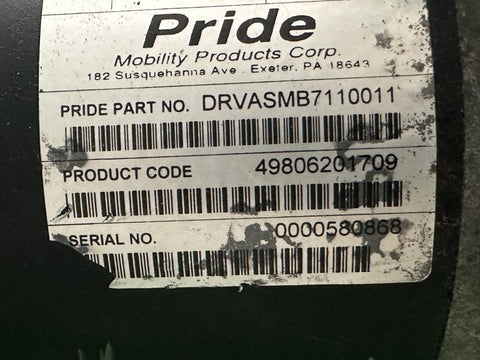 Pride
Mobility Products Corp.
182 Susquehanna Ave. Exeter, PA 18643
PRIDE PART NO. DRVASMB7110011
PRODUCT CODE 49806201709
SERIAL NO. 0000580868